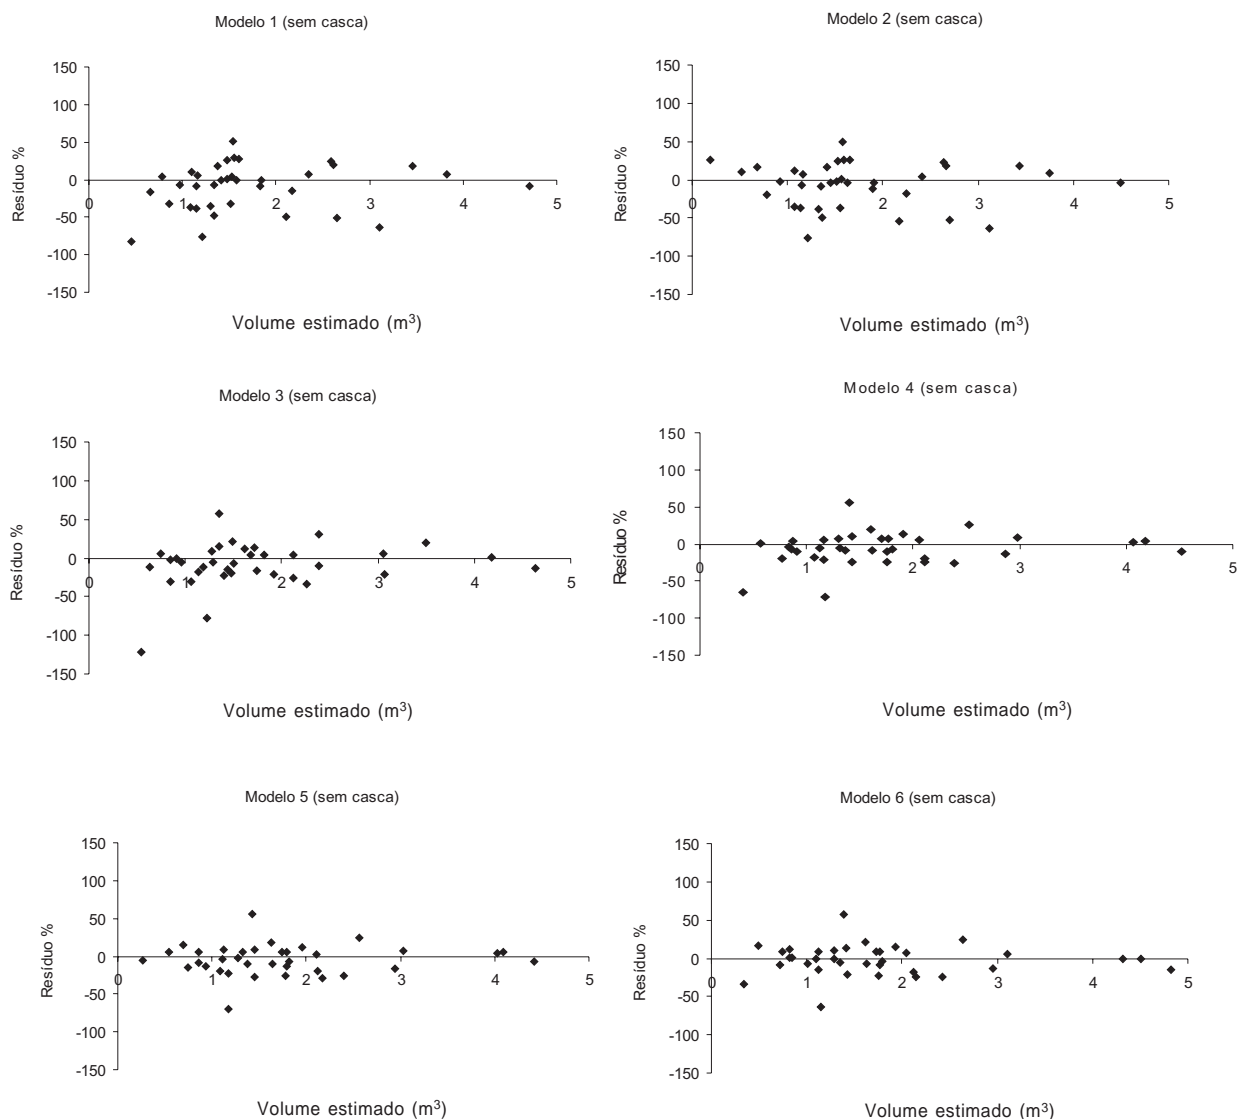 Modelo 1 (sem casca)
150
100
50
0
-50
-100
-150
0 1 2 3 4 5
Resíduo %
Volume estimado (m³)
Modelo 2 (sem casca)
150
100
50
0
-50
-100
-150
0 1 2 3 4 5
Resíduo %
Volume estimado (m³)
Modelo 3 (sem casca)
150
100
50
0
-50
-100
-150
0 1 2 3 4 5
Resíduo %
Volume estimado (m³)
Modelo 4 (sem casca)
150
100
50
0
-50
-100
-150
0 1 2 3 4 5
Resíduo %
Volume estimado (m³)
Modelo 5 (sem casca)
150
100
50
0
-50
-100
-150
0 1 2 3 4 5
Resíduo %
Volume estimado (m³)
Modelo 6 (sem casca)
150
100
50
0
-50
-100
-150
0 1 2 3 4 5
Resíduo %
Volume estimado (m³)